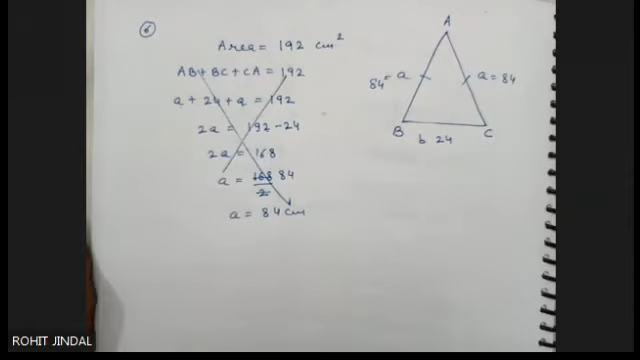 6
Area = 192 cm²
AB + BC + CA = 192
a + 24 + a = 192
2a = 192 - 24
2a = 168
a = 168 84
2
a = 84 cm
A
84 = a
a = 84
B
b 24
C
ROHIT JINDAL